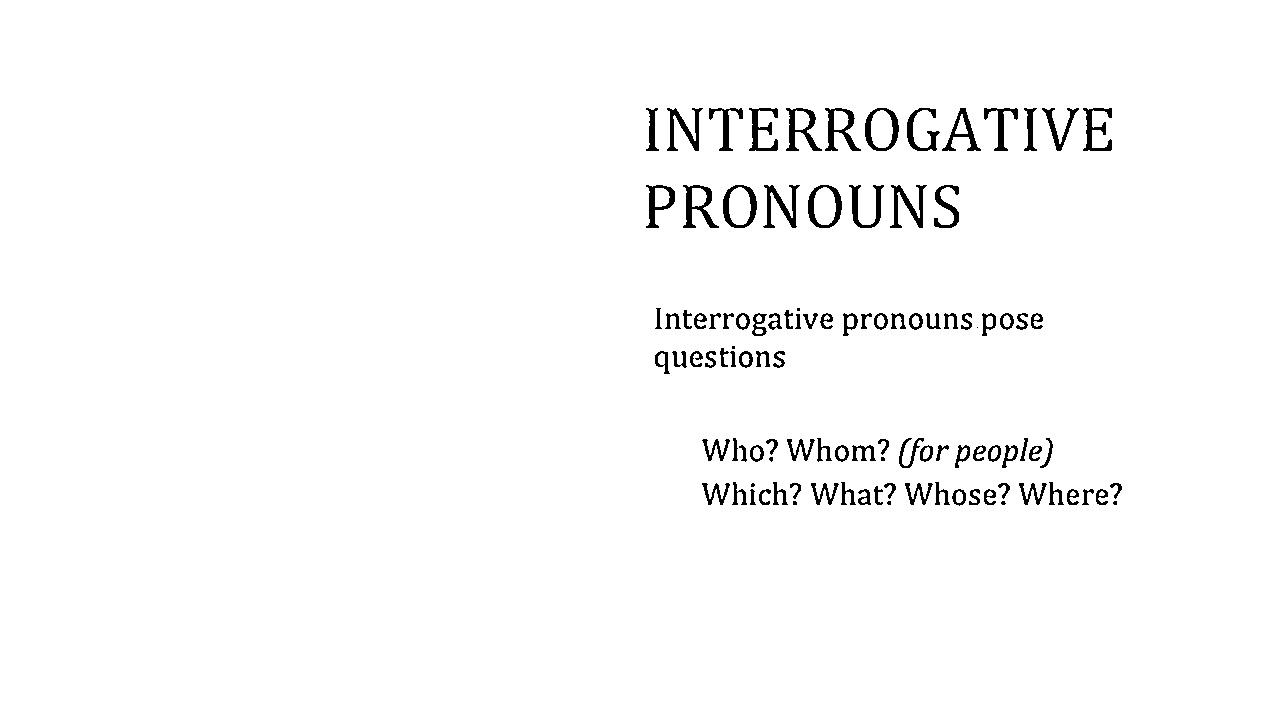 INTERROGATIVE
PRONOUNS
Interrogative pronouns pose
questions
Who? Whom? (for people)
Which? What? Whose? Where?